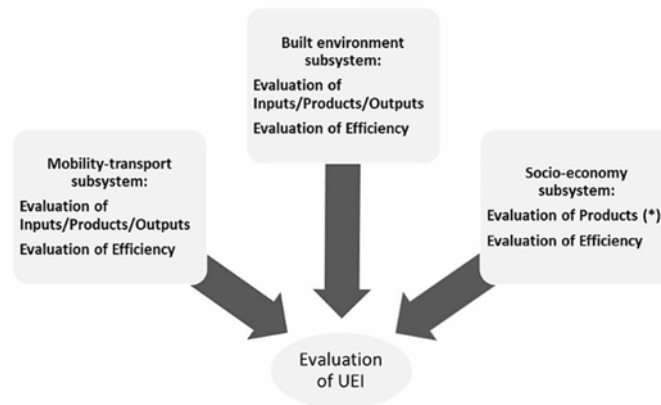 Built environment
subsystem:
Evaluation of
Inputs/Products/Outputs
Evaluation of Efficiency
Mobility-transport
subsystem:
Evaluation of
Inputs/Products/Outputs
Evaluation of Efficiency
Socio-economy
subsystem:
Evaluation of Products (*)
Evaluation of Efficiency
Evaluation
of UEI